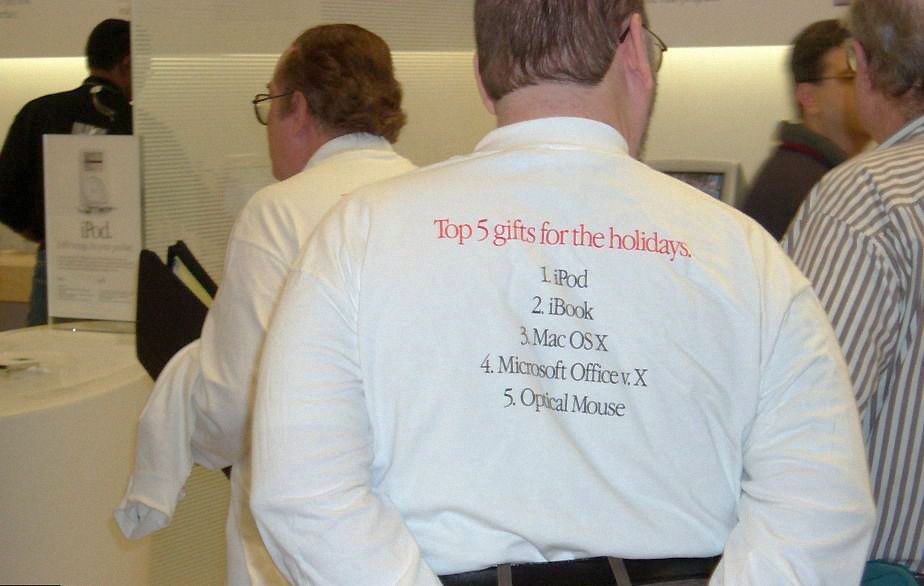 Top 5 gifts for the holidays.
1. iPod
2. iBook
3. Mac OS X
4. Microsoft Office v. X
5. Optical Mouse
iPod.